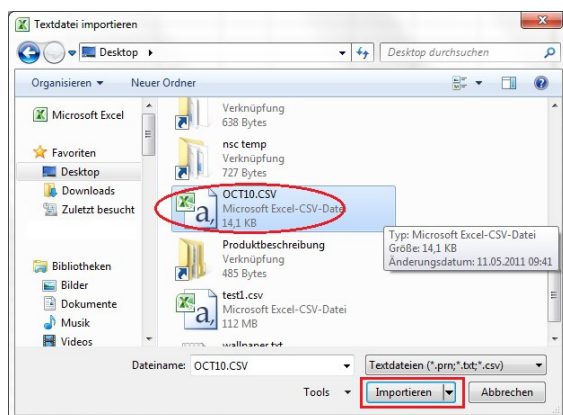 Textdatei importieren
Desktop
Desktop durchsuchen
Organisieren
Neuer Ordner
Microsoft Excel
Favoriten
Desktop
Downloads
Zuletzt besucht
Bibliotheken
Bilder
Dokumente
Musik
Videos
Verknüpfung
638 Bytes
nsc temp
Verknüpfung
727 Bytes
OCT10.CSV
Microsoft Excel-CSV-Datei
14,1 KB
Produktbeschreibung
Verknüpfung
485 Bytes
test1.csv
Microsoft Excel-CSV-Datei
112 MB
Typ: Microsoft Excel-CSV-Datei
Größe: 14,1 KB
Änderungsdatum: 11.05.2011 09:41
Dateiname: OCT10.CSV
Textdateien (*.prn;*.txt;*.csv)
Tools
Importieren
Abbrechen